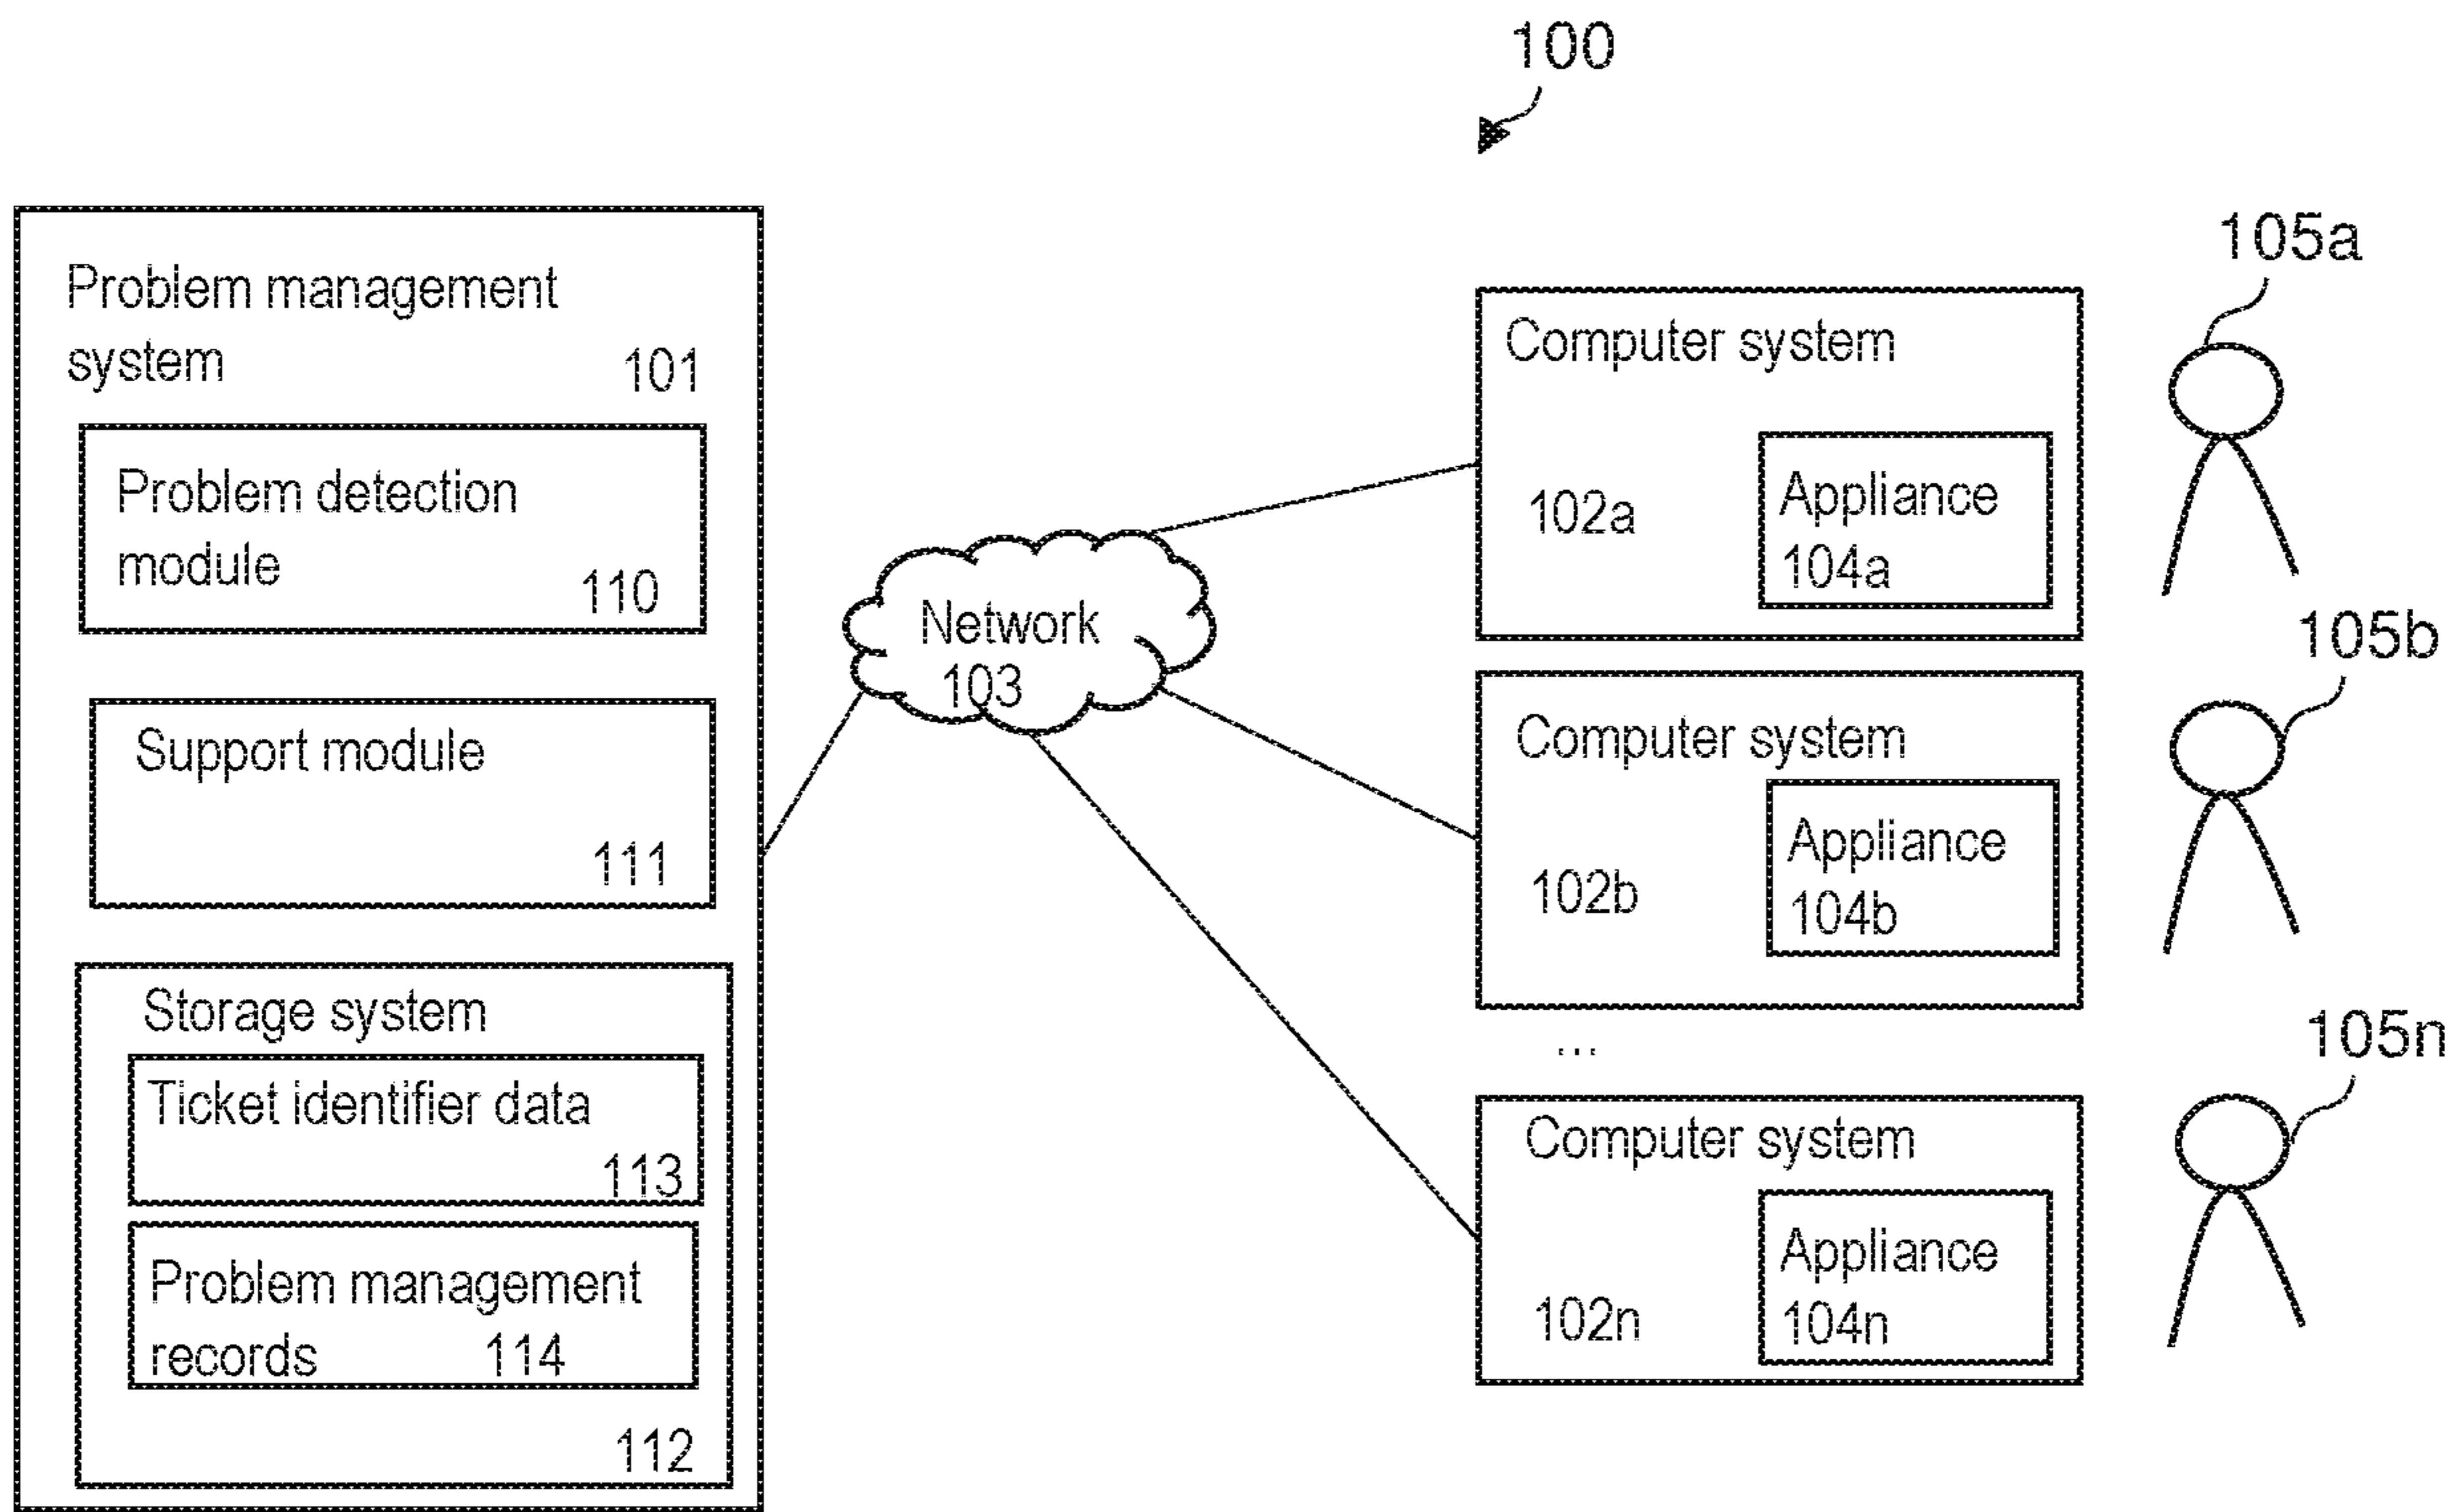 100
Problem management
system
101
Problem detection
module
110
Support module
111
Storage system
Ticket identifier data
113
Problem management
records 114
112
Network
103
Computer system
102a
Appliance
104a
105a
Computer system
102b
Appliance
104b
105b
...
Computer system
102n
Appliance
104n
105n